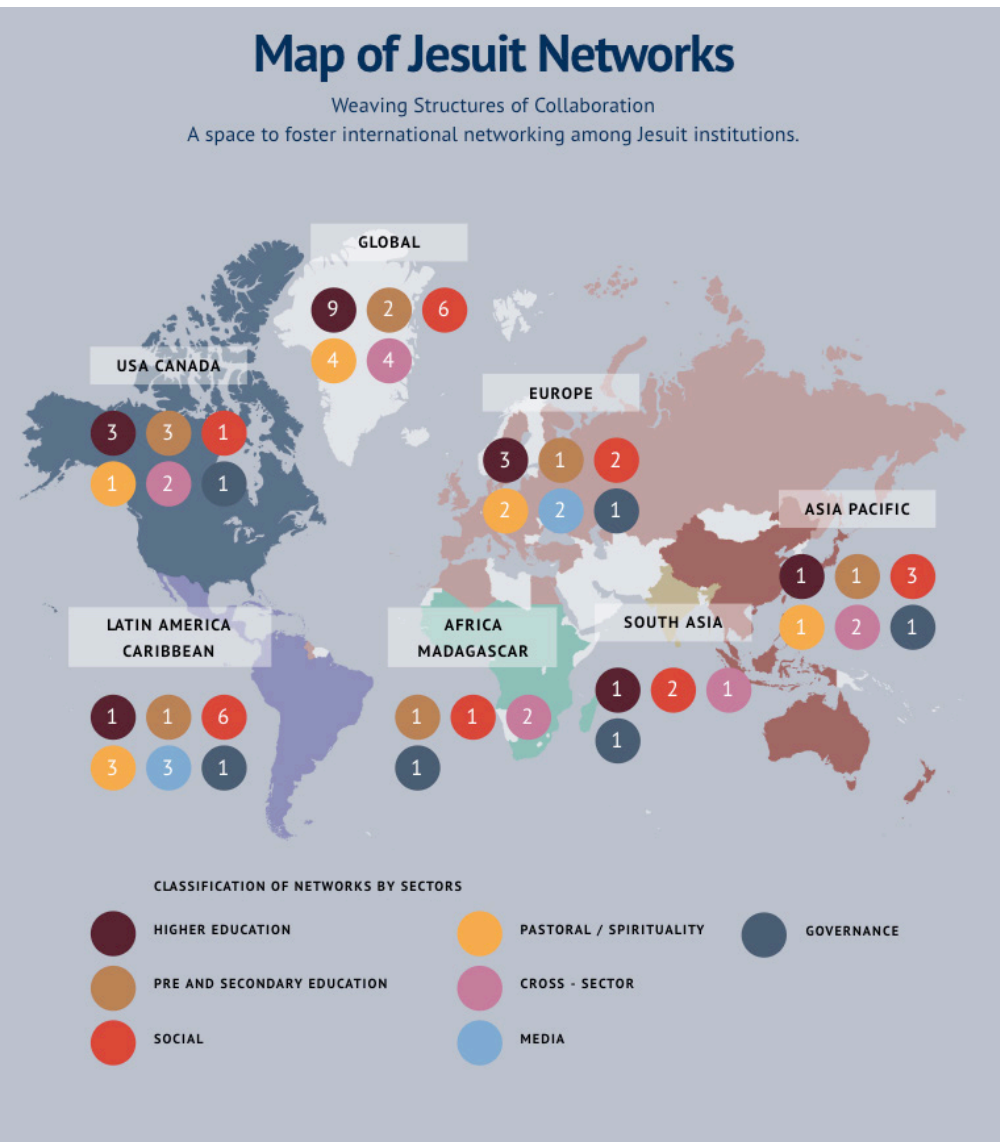 Map of Jesuit Networks
Weaving Structures of Collaboration
A space to foster international networking among Jesuit institutions.
GLOBAL
9 2 6
4 4
USA CANADA
3 3 1
1 2 1
EUROPE
3 1 2
2 2 1
ASIA PACIFIC
1 1 3
1 2 1
LATIN AMERICA
CARIBBEAN
1 1 6
3 3 1
AFRICA
MADAGASCAR
1 1 2
1
SOUTH ASIA
1 2 1
1
CLASSIFICATION OF NETWORKS BY SECTORS
HIGHER EDUCATION
PRE AND SECONDARY EDUCATION
SOCIAL
PASTORAL / SPIRITUALITY
CROSS - SECTOR
MEDIA
GOVERNANCE